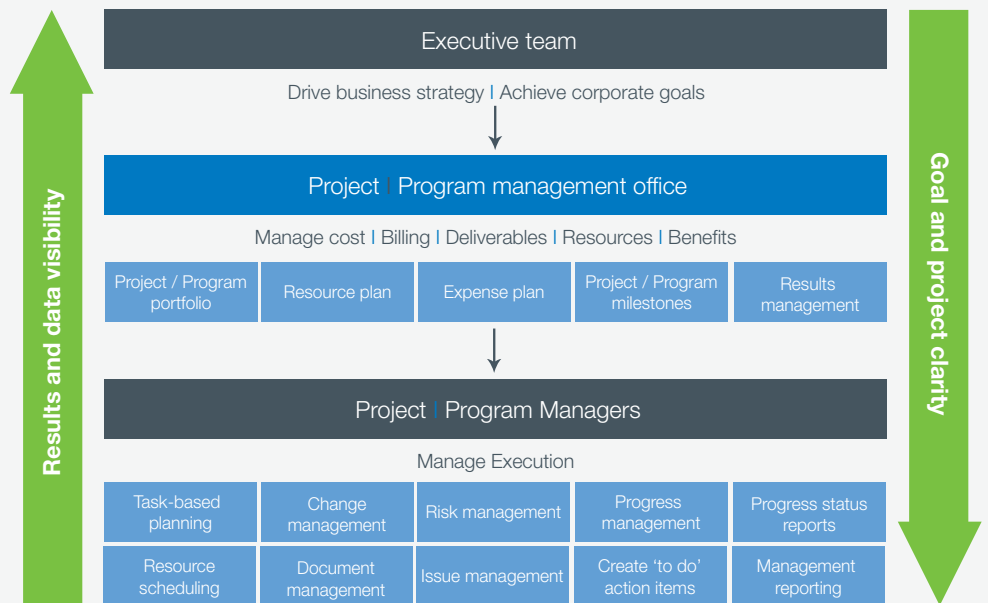 Executive team
Drive business strategy | Achieve corporate goals
Project | Program management office
Manage cost | Billing | Deliverables | Resources | Benefits
Project / Program
portfolio
Resource plan
Expense plan
Project / Program
milestones
Results
management
Project | Program Managers
Manage Execution
Task-based
planning
Change
management
Risk management
Progress
management
Progress status
reports
Resource
scheduling
Document
management
Issue management
Create ‘to do’
action items
Management
reporting
Results and data visibility
Goal and project clarity